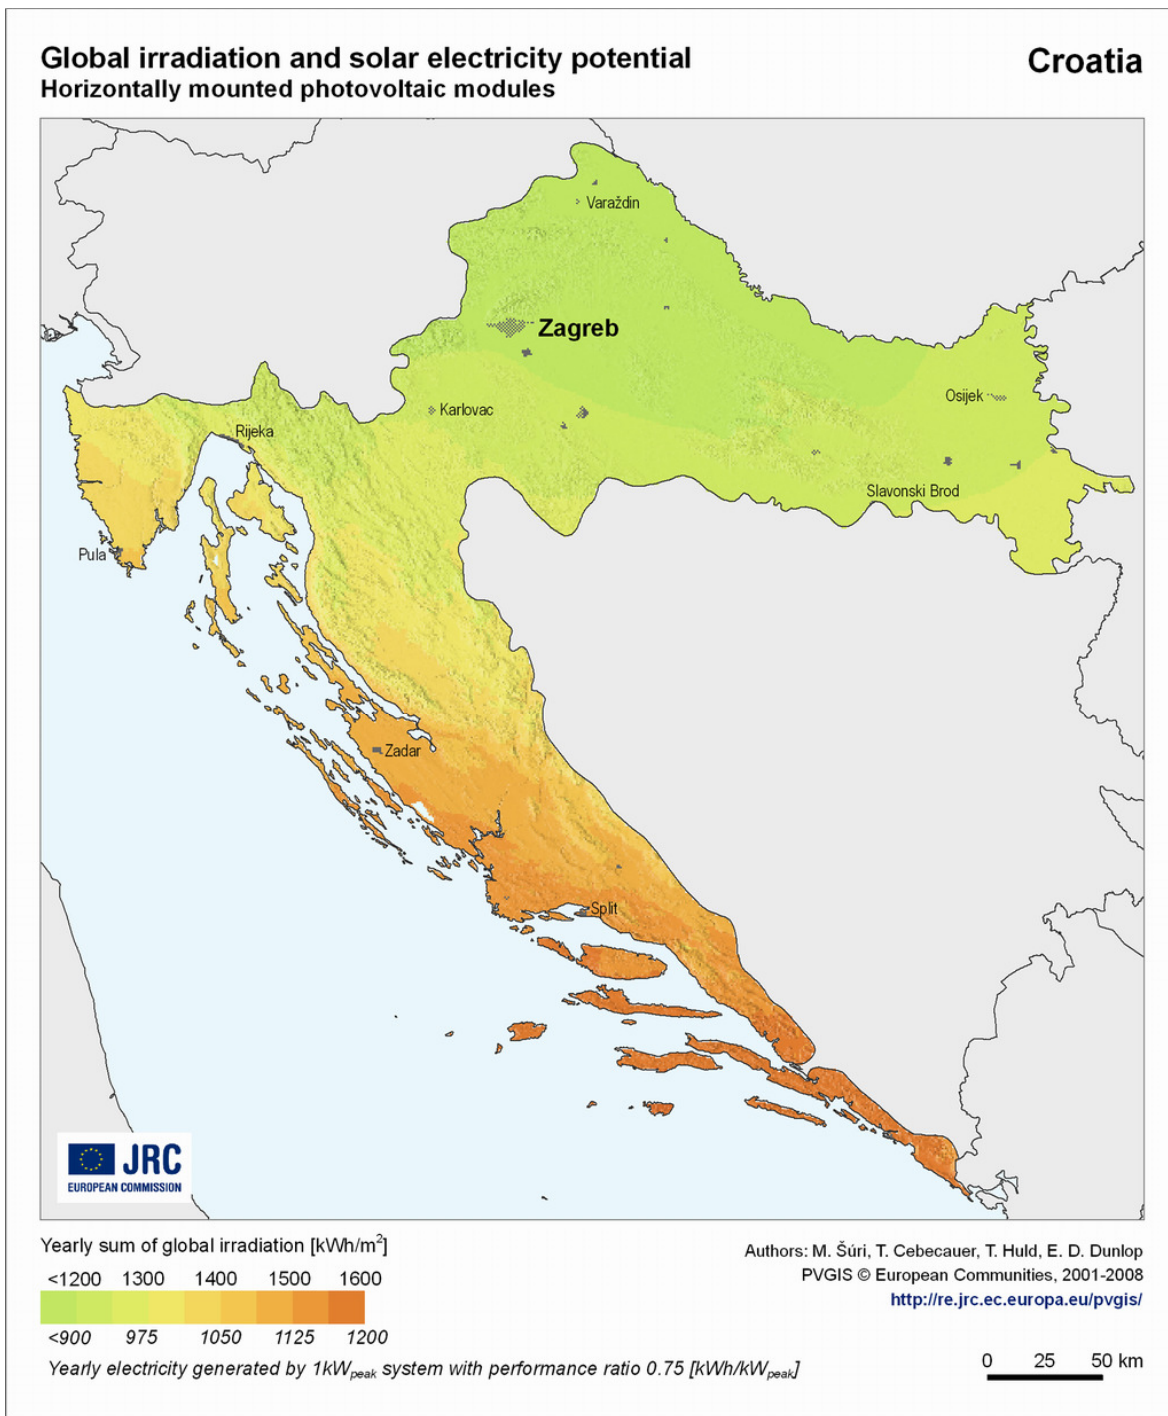 Global irradiation and solar electricity potential
Horizontally mounted photovoltaic modules
Croatia
Varaždin
Zagreb
Osijek
Karlovac
Rijeka
Slavonski Brod
Pula
Zadar
Split
JRC
EUROPEAN COMMISSION
Yearly sum of global irradiation [kWh/m²]
<1200 1300 1400 1500 1600
<900 975 1050 1125 1200
Yearly electricity generated by 1kWpeak system with performance ratio 0.75 [kWh/kWpeak]
Authors: M. Šúri, T. Cebecauer, T. Huld, E. D. Dunlop
PVGIS © European Communities, 2001-2008
http://re.jrc.ec.europa.eu/pvgis/
0 25 50 km